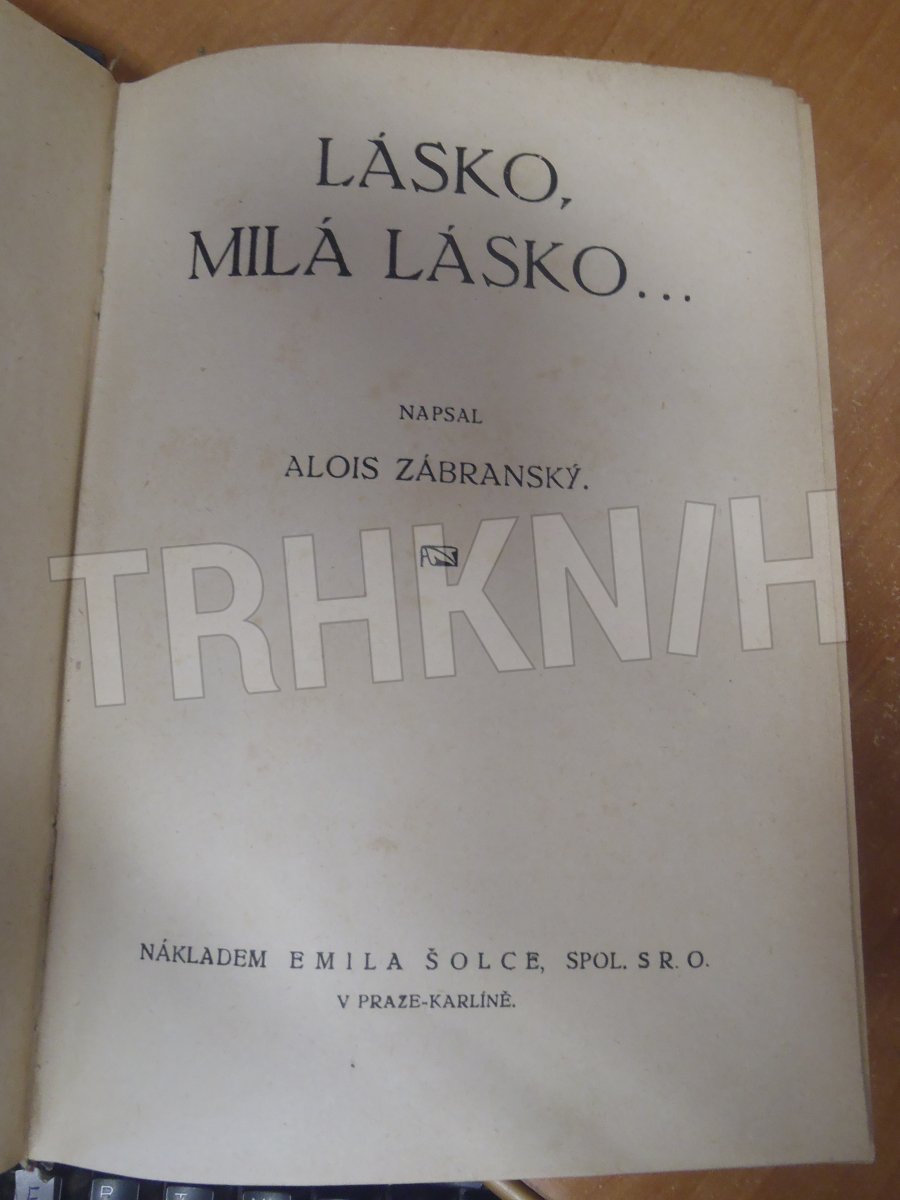 LÁSKO,
MILÁ LÁSKO...
NAPSAL
ALOIS ZÁBRANSKÝ.
TRHKNIH
NÁKLADEM EMILA ŠOLCE, SPOL. S R. O.
V PRAZE-KARLÍNĚ.